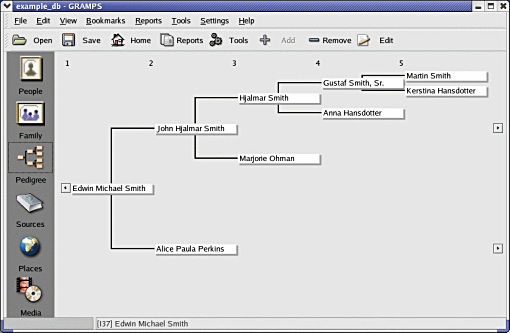 example_db - GRAMPS
File Edit View Bookmarks Reports Tools Settings Help
Open Save Home Reports Tools Add Remove Edit
1 2 3 4 5
People
Family
Pedigree
Sources
Places
Media
Martin Smith
Gustaf Smith, Sr.
Kerstina Hansdotter
Hjalmar Smith
Anna Hansdotter
John Hjalmar Smith
Marjorie Ohman
Edwin Michael Smith
Alice Paula Perkins
[I37] Edwin Michael Smith